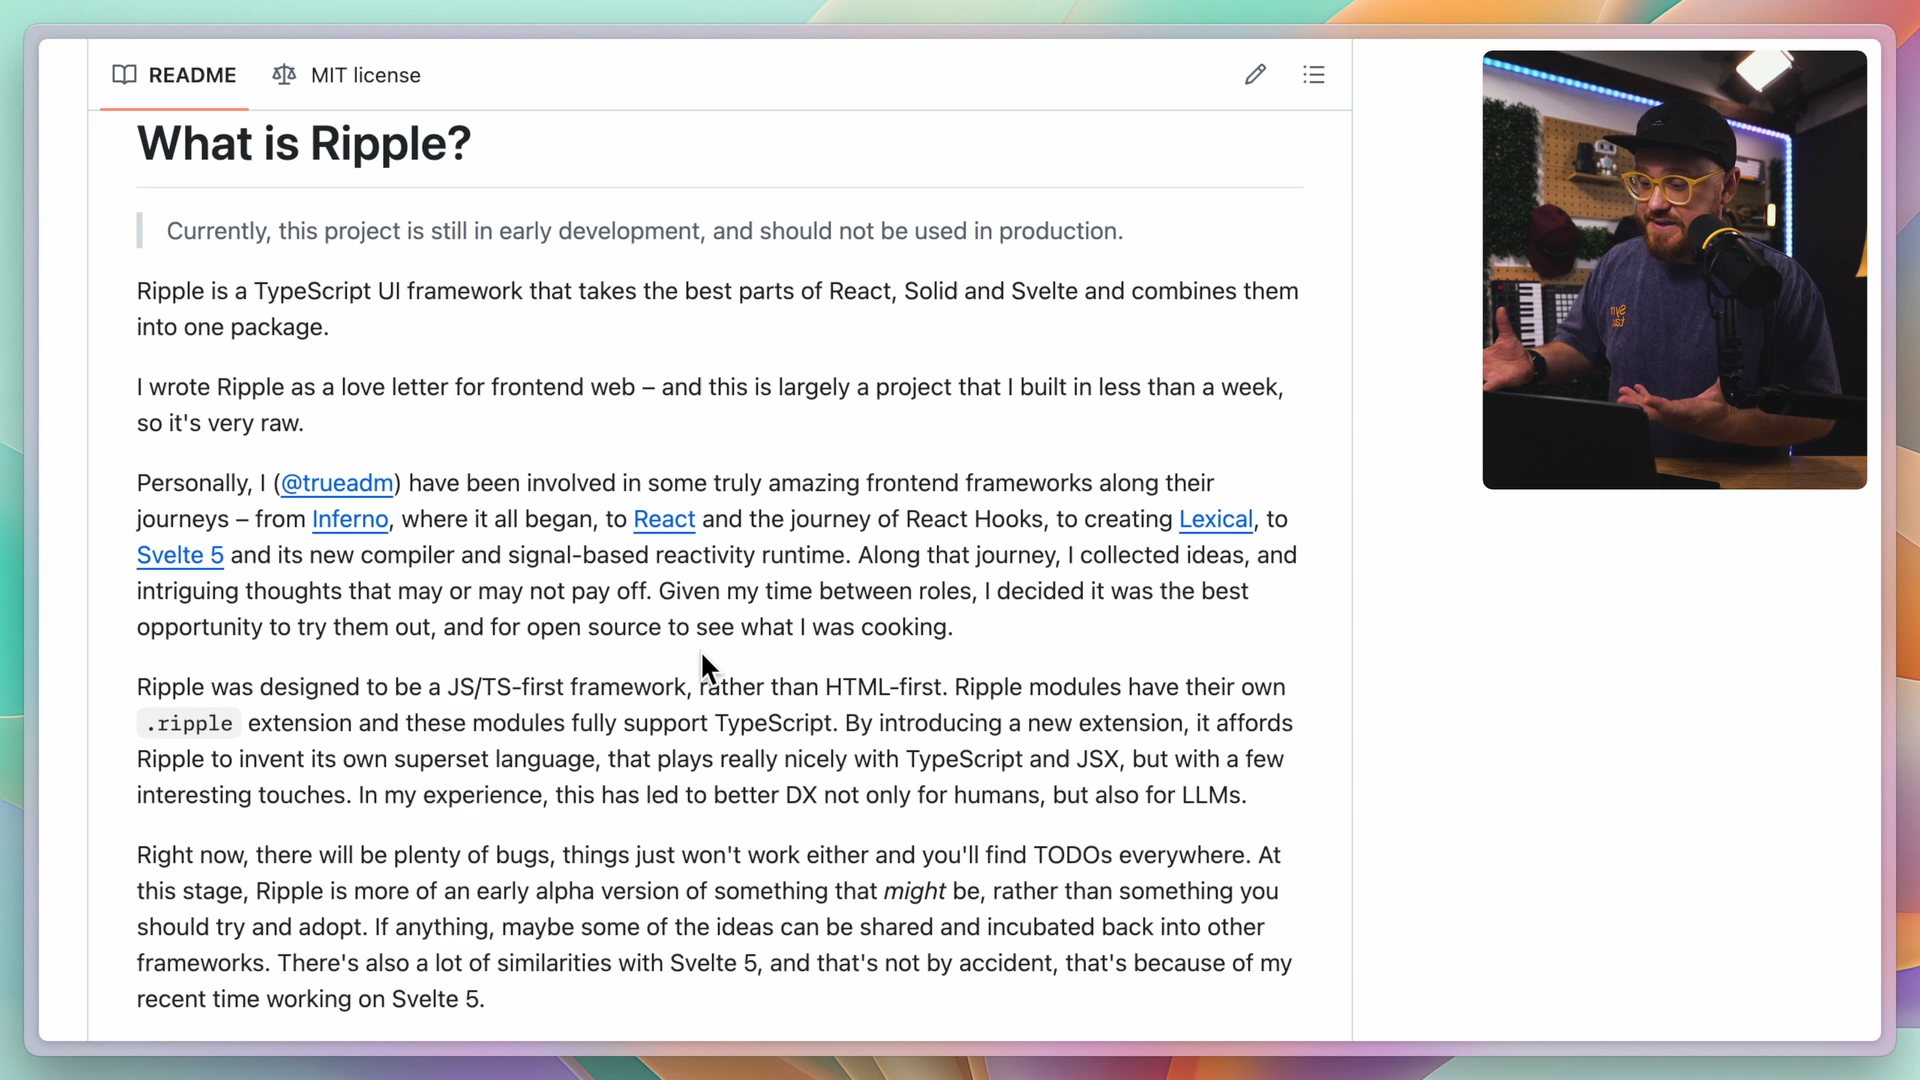 README
MIT license
What is Ripple?
Currently, this project is still in early development, and should not be used in production.
Ripple is a TypeScript UI framework that takes the best parts of React, Solid and Svelte and combines them
into one package.
I wrote Ripple as a love letter for frontend web – and this is largely a project that I built in less than a week,
so it's very raw.
Personally, I (@trueadm) have been involved in some truly amazing frontend frameworks along their
journeys – from Inferno, where it all began, to React and the journey of React Hooks, to creating Lexical, to
Svelte 5 and its new compiler and signal-based reactivity runtime. Along that journey, I collected ideas, and
intriguing thoughts that may or may not pay off. Given my time between roles, I decided it was the best
opportunity to try them out, and for open source to see what I was cooking.
Ripple was designed to be a JS/TS-first framework, rather than HTML-first. Ripple modules have their own
.ripple extension and these modules fully support TypeScript. By introducing a new extension, it affords
Ripple to invent its own superset language, that plays really nicely with TypeScript and JSX, but with a few
interesting touches. In my experience, this has led to better DX not only for humans, but also for LLMs.
Right now, there will be plenty of bugs, things just won't work either and you'll find TODOs everywhere. At
this stage, Ripple is more of an early alpha version of something that might be, rather than something you
should try and adopt. If anything, maybe some of the ideas can be shared and incubated back into other
frameworks. There's also a lot of similarities with Svelte 5, and that's not by accident, that's because of my
recent time working on Svelte 5.